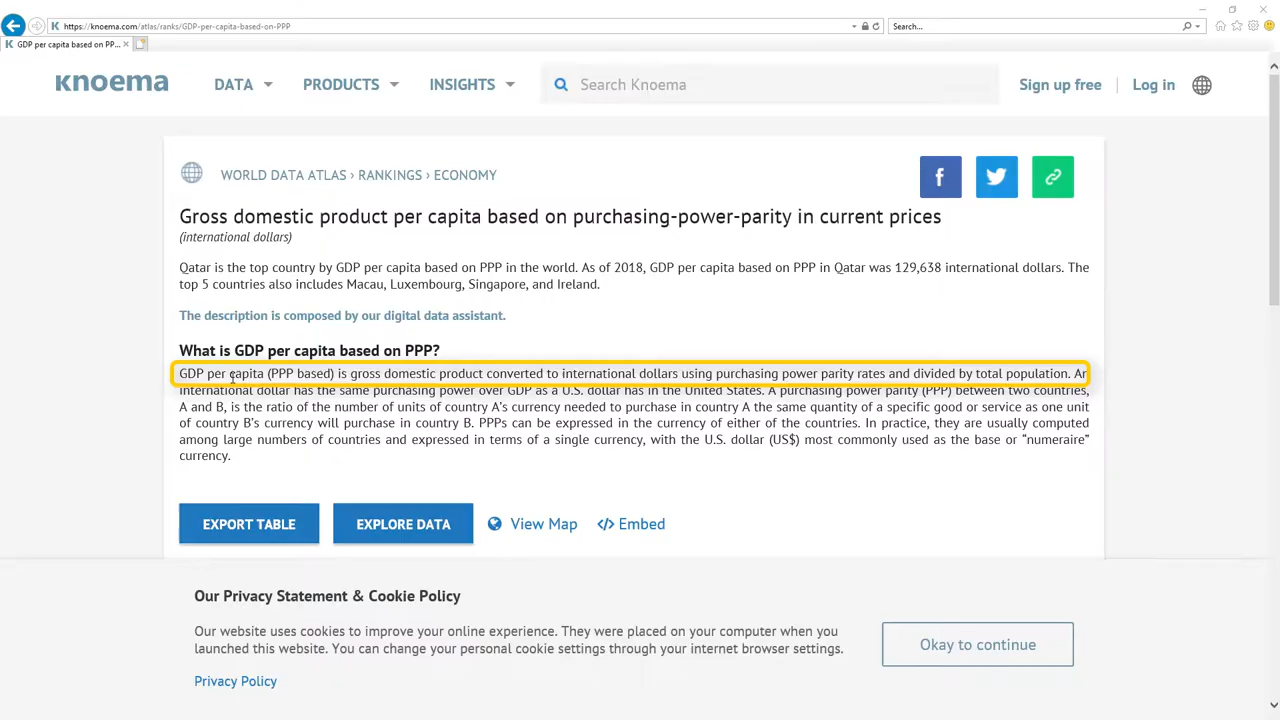 https://knoema.com/atlas/ranks/GDP-per-capita-based-on-PPP
Search...
GDP per capita based on PP...
knoema
DATA
PRODUCTS
INSIGHTS
Search Knoema
Sign up free
Log in
WORLD DATA ATLAS › RANKINGS › ECONOMY
Gross domestic product per capita based on purchasing-power-parity in current prices
(international dollars)
Qatar is the top country by GDP per capita based on PPP in the world. As of 2018, GDP per capita based on PPP in Qatar was 129,638 international dollars. The
top 5 countries also includes Macau, Luxembourg, Singapore, and Ireland.
The description is composed by our digital data assistant.
What is GDP per capita based on PPP?
GDP per capita (PPP based) is gross domestic product converted to international dollars using purchasing power parity rates and divided by total population. An
international dollar has the same purchasing power over GDP as a U.S. dollar has in the United States. A purchasing power parity (PPP) between two countries,
A and B, is the ratio of the number of units of country A's currency needed to purchase in country A the same quantity of a specific good or service as one unit
of country B's currency will purchase in country B. PPPs can be expressed in the currency of either of the countries. In practice, they are usually computed
among large numbers of countries and expressed in terms of a single currency, with the U.S. dollar (US$) most commonly used as the base or “numeraire”
currency.
EXPORT TABLE
EXPLORE DATA
View Map
</> Embed
Our Privacy Statement & Cookie Policy
Our website uses cookies to improve your online experience. They were placed on your computer when you
launched this website. You can change your personal cookie settings through your internet browser settings.
Okay to continue
Privacy Policy